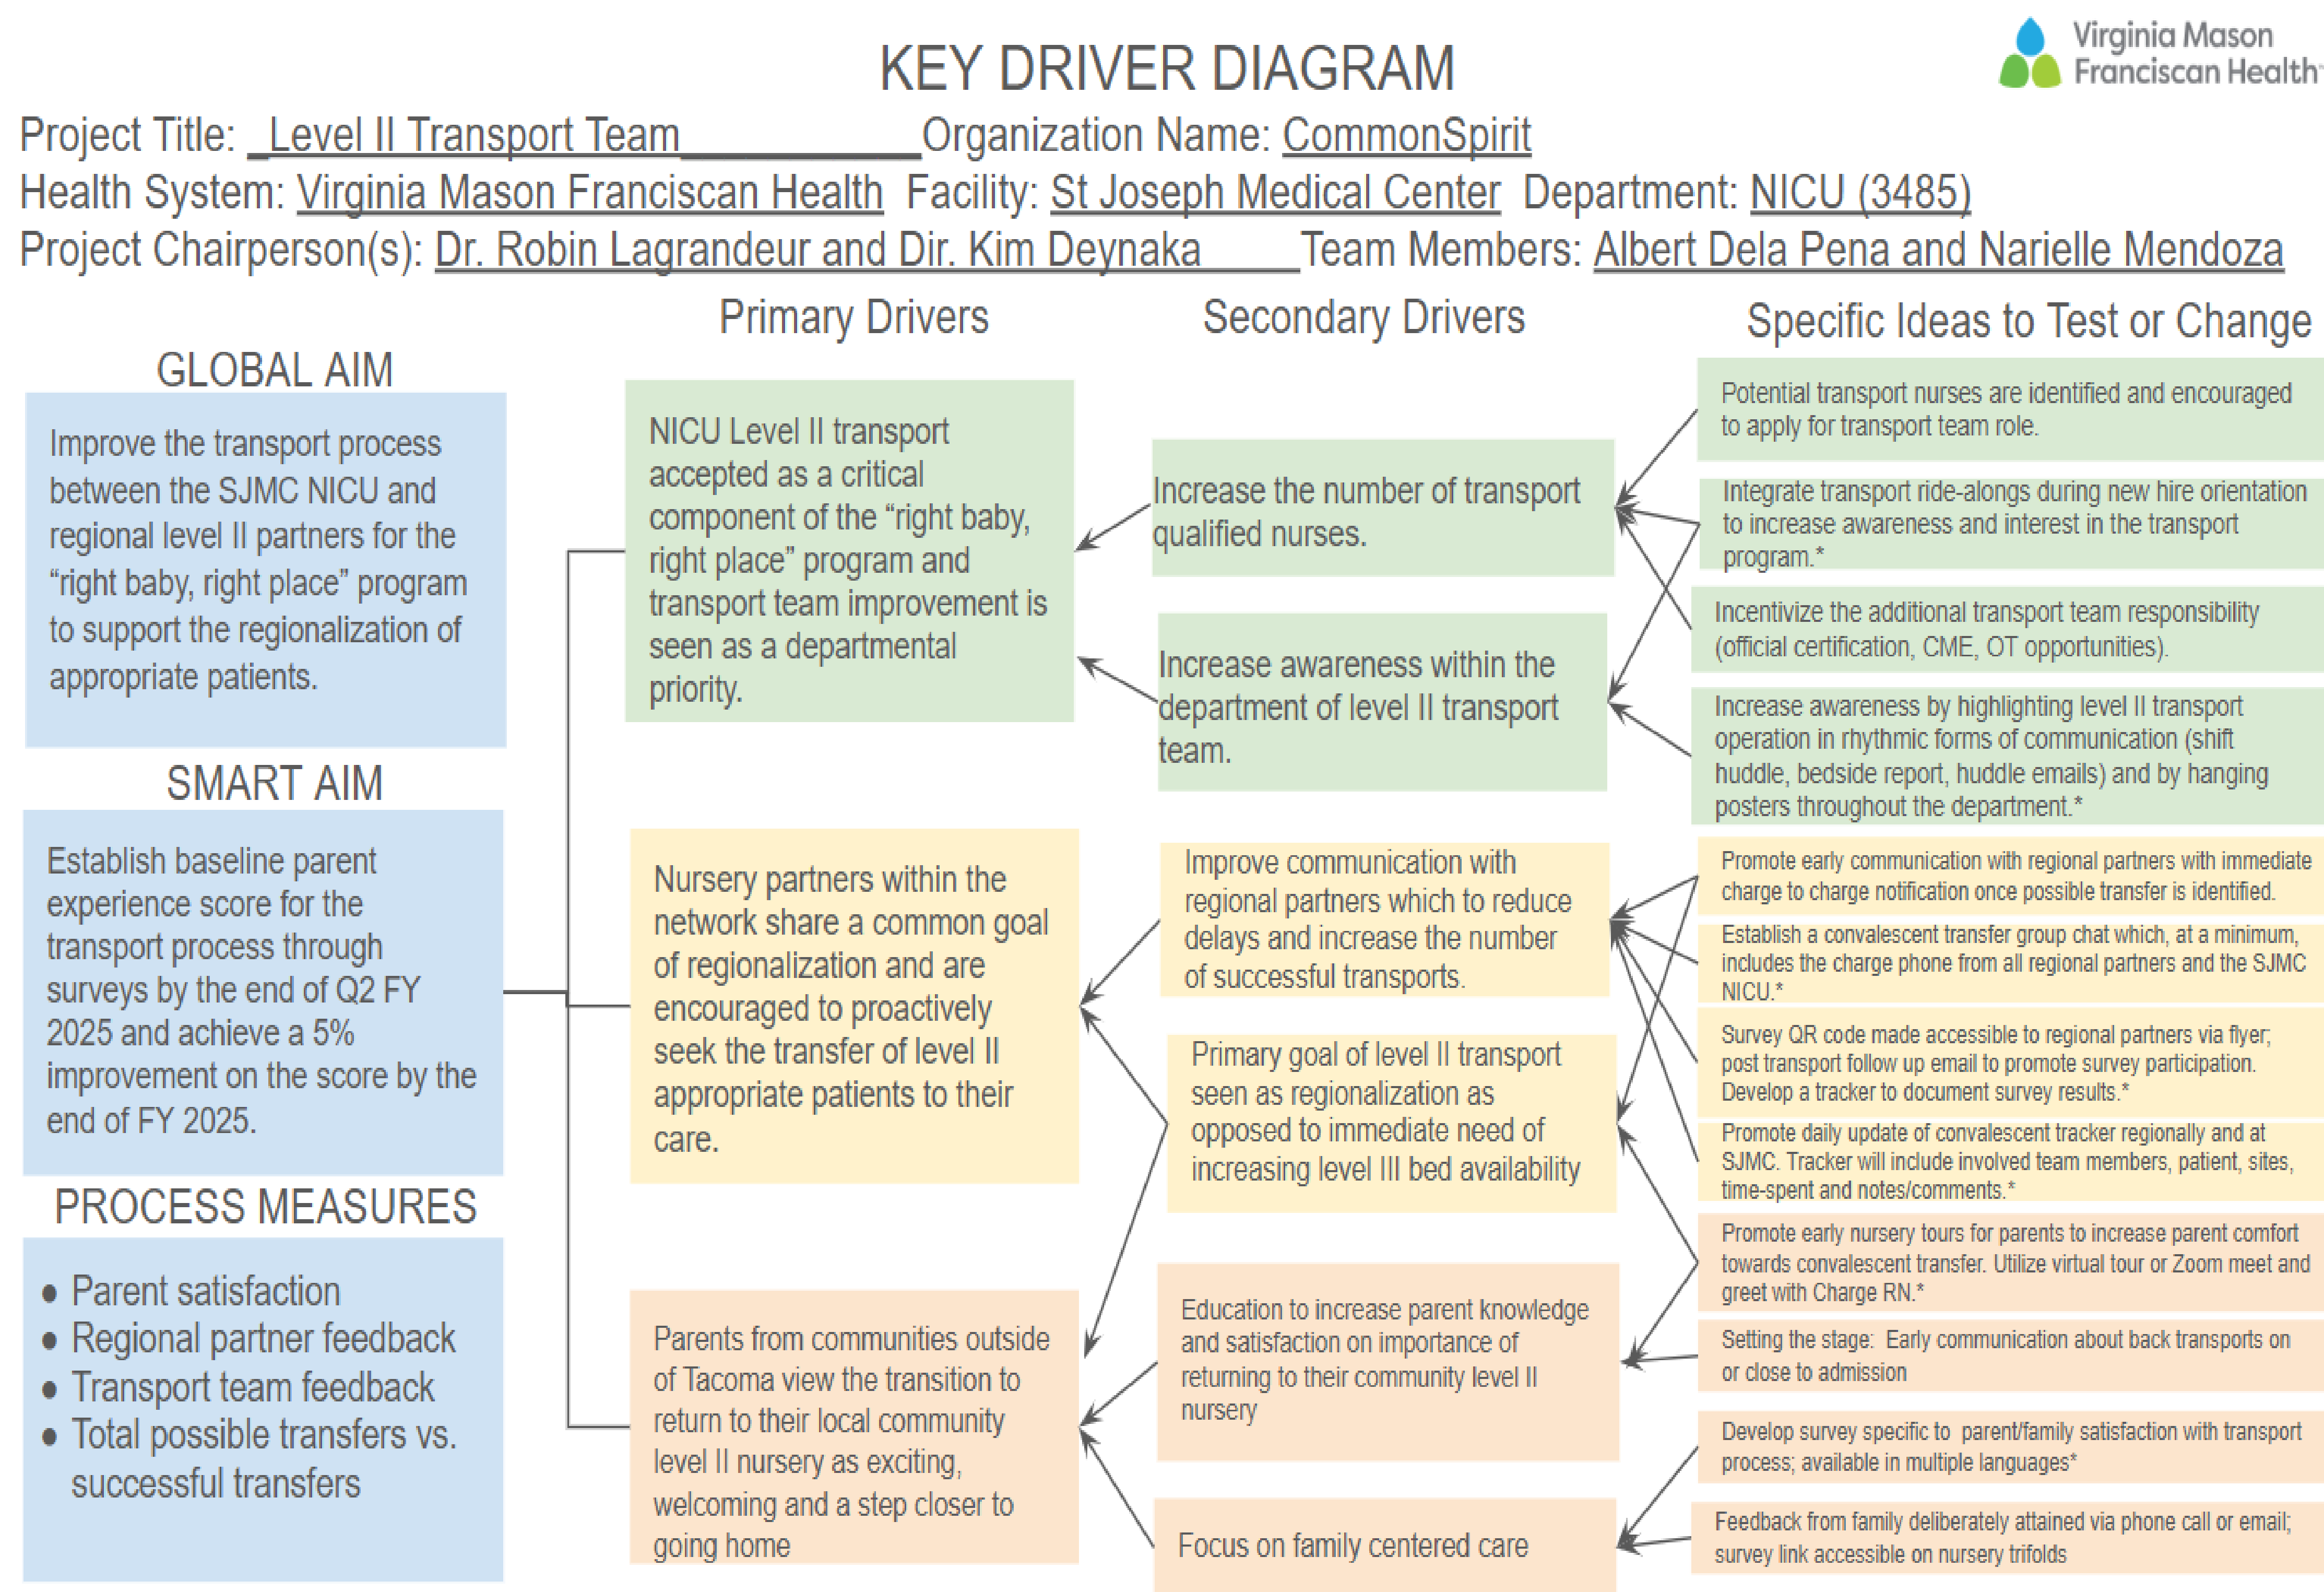 KEY DRIVER DIAGRAM
Virginia Mason
Franciscan Health
Project Title: _Level II Transport Team___________Organization Name: CommonSpirit
Health System: Virginia Mason Franciscan Health Facility: St Joseph Medical Center Department: NICU (3485)
Project Chairperson(s): Dr. Robin Lagrandeur and Dir. Kim Deynaka ____Team Members: Albert Dela Pena and Narielle Mendoza
GLOBAL AIM
Improve the transport process
between the SJMC NICU and
regional level II partners for the
“right baby, right place” program
to support the regionalization of
appropriate patients.
SMART AIM
Establish baseline parent
experience score for the
transport process through
surveys by the end of Q2 FY
2025 and achieve a 5%
improvement on the score by the
end of FY 2025.
PROCESS MEASURES
● Parent satisfaction
● Regional partner feedback
● Transport team feedback
● Total possible transfers vs.
successful transfers
Primary Drivers
NICU Level II transport
accepted as a critical
component of the “right baby,
right place” program and
transport team improvement is
seen as a departmental
priority.
Nursery partners within the
network share a common goal
of regionalization and are
encouraged to proactively
seek the transfer of level II
appropriate patients to their
care.
Parents from communities outside
of Tacoma view the transition to
return to their local community
level II nursery as exciting,
welcoming and a step closer to
going home
Secondary Drivers
Increase the number of transport
qualified nurses.
Increase awareness within the
department of level II transport
team.
Improve communication with
regional partners which to reduce
delays and increase the number
of successful transports.
Primary goal of level II transport
seen as regionalization as
opposed to immediate need of
increasing level III bed availability
Education to increase parent knowledge
and satisfaction on importance of
returning to their community level II
nursery
Focus on family centered care
Specific Ideas to Test or Change
Potential transport nurses are identified and encouraged
to apply for transport team role.
Integrate transport ride-alongs during new hire orientation
to increase awareness and interest in the transport
program.*
Incentivize the additional transport team responsibility
(official certification, CME, OT opportunities).
Increase awareness by highlighting level II transport
operation in rhythmic forms of communication (shift
huddle, bedside report, huddle emails) and by hanging
posters throughout the department.*
Promote early communication with regional partners with immediate
charge to charge notification once possible transfer is identified.
Establish a convalescent transfer group chat which, at a minimum,
includes the charge phone from all regional partners and the SJMC
NICU.*
Survey QR code made accessible to regional partners via flyer;
post transport follow up email to promote survey participation.
Develop a tracker to document survey results.*
Promote daily update of convalescent tracker regionally and at
SJMC. Tracker will include involved team members, patient, sites,
time-spent and notes/comments.*
Promote early nursery tours for parents to increase parent comfort
towards convalescent transfer. Utilize virtual tour or Zoom meet and
greet with Charge RN.*
Setting the stage: Early communication about back transports on
or close to admission
Develop survey specific to parent/family satisfaction with transport
process; available in multiple languages*
Feedback from family deliberately attained via phone call or email;
survey link accessible on nursery trifolds